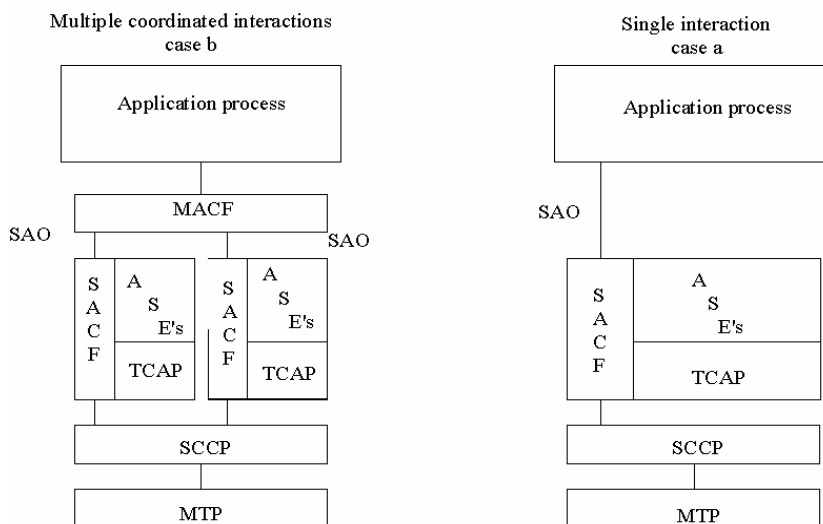 Multiple coordinated interactions
case b
Application process
MACF
SAO
SAO
S
A
C
F
A
S
E's
TCAP
S
A
C
F
A
S
E's
TCAP
SCCP
MTP
Single interaction
case a
Application process
SAO
S
A
C
F
A
S
E's
TCAP
SCCP
MTP